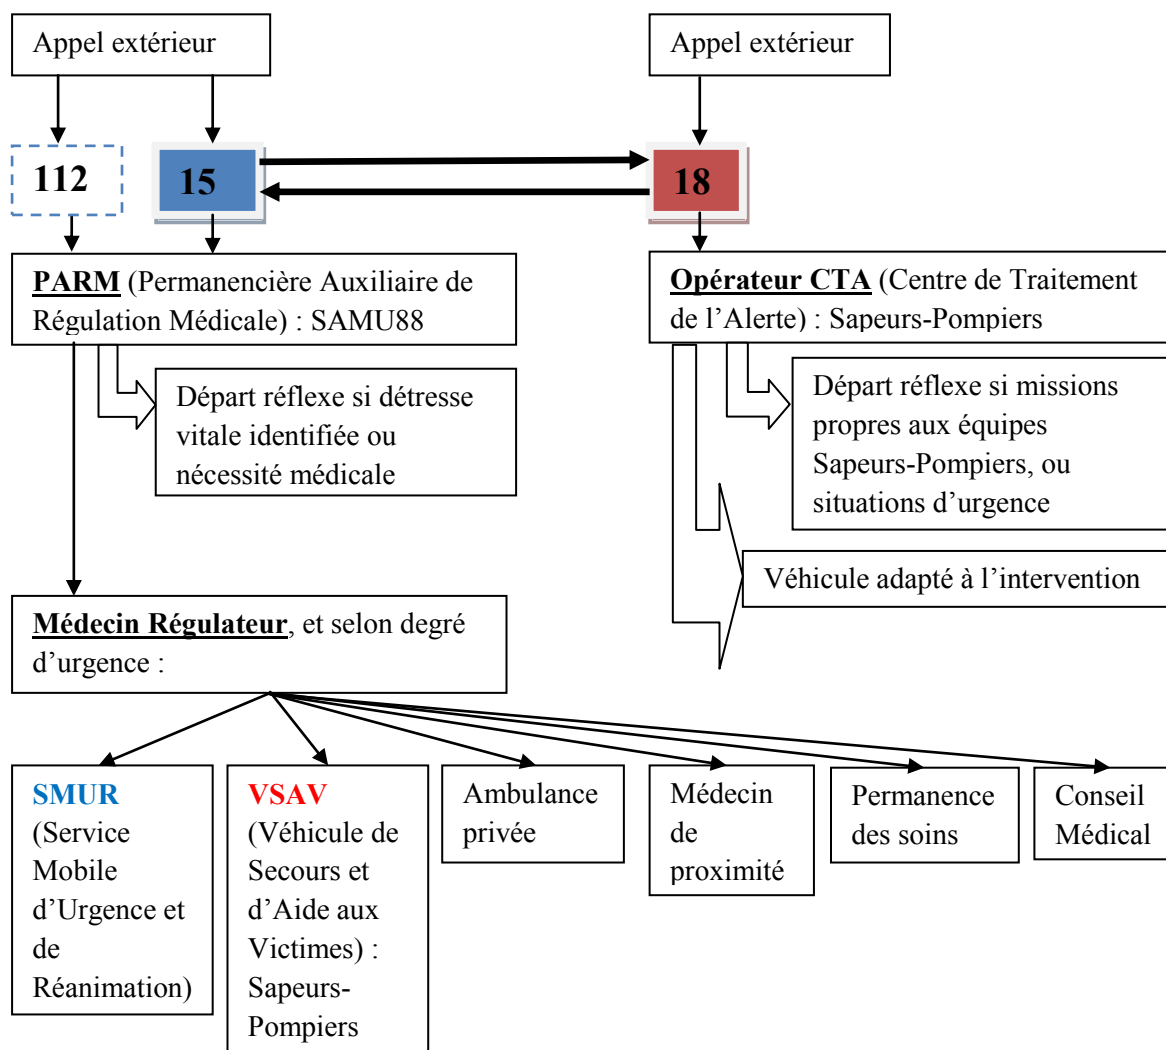 Appel extérieur
Appel extérieur
112
15
18
PARM (Permanencière Auxiliaire de
Régulation Médicale) : SAMU88
Opérateur CTA (Centre de Traitement
de l’Alerte) : Sapeurs-Pompiers
Départ réflexe si détresse
vitale identifiée ou
nécessité médicale
Départ réflexe si missions
propres aux équipes
Sapeurs-Pompiers, ou
situations d’urgence
Véhicule adapté à l’intervention
Médecin Régulateur, et selon degré
d’urgence :
SMUR
(Service
Mobile
d’Urgence et
de
Réanimation)
VSAV
(Véhicule de
Secours et
d’Aide aux
Victimes) :
Sapeurs-
Pompiers
Ambulance
privée
Médecin
de
proximité
Permanence
des soins
Conseil
Médical